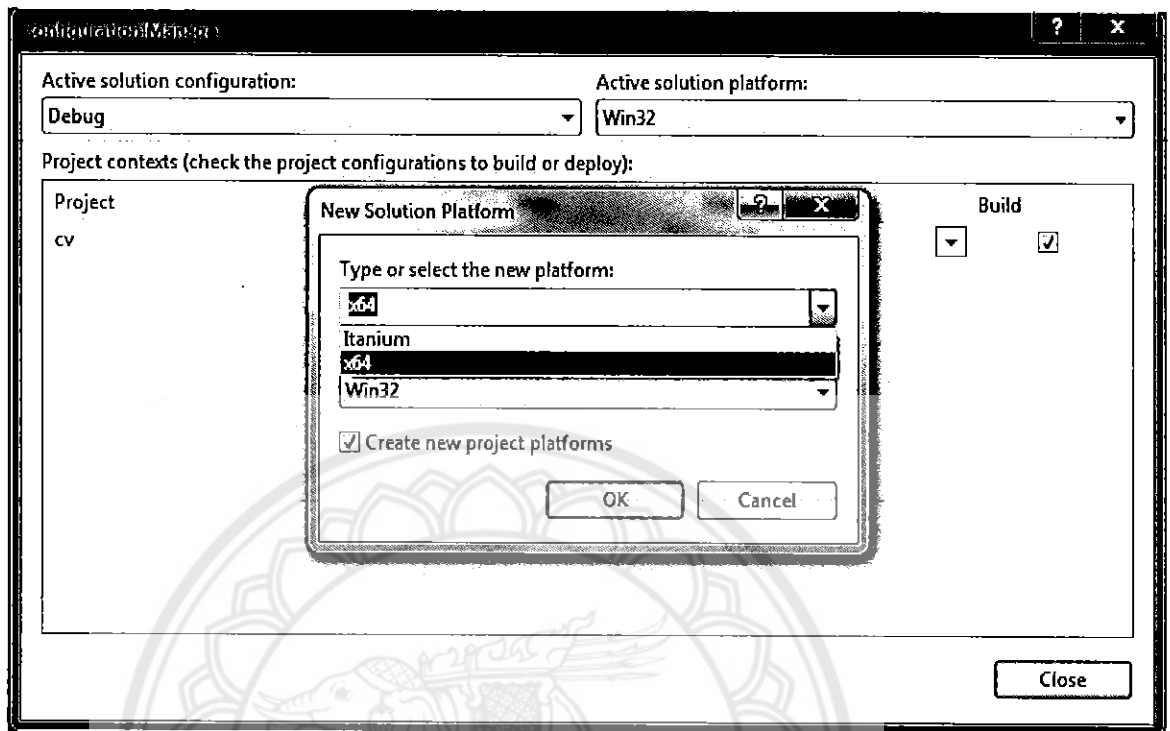 Configuration Manager
Active solution configuration:
Active solution platform:
Debug
Win32
Project contexts (check the project configurations to build or deploy):
Project
Build
cv
New Solution Platform
Type or select the new platform:
x64
Itanium
x64
Win32
Create new project platforms
OK
Cancel
Close